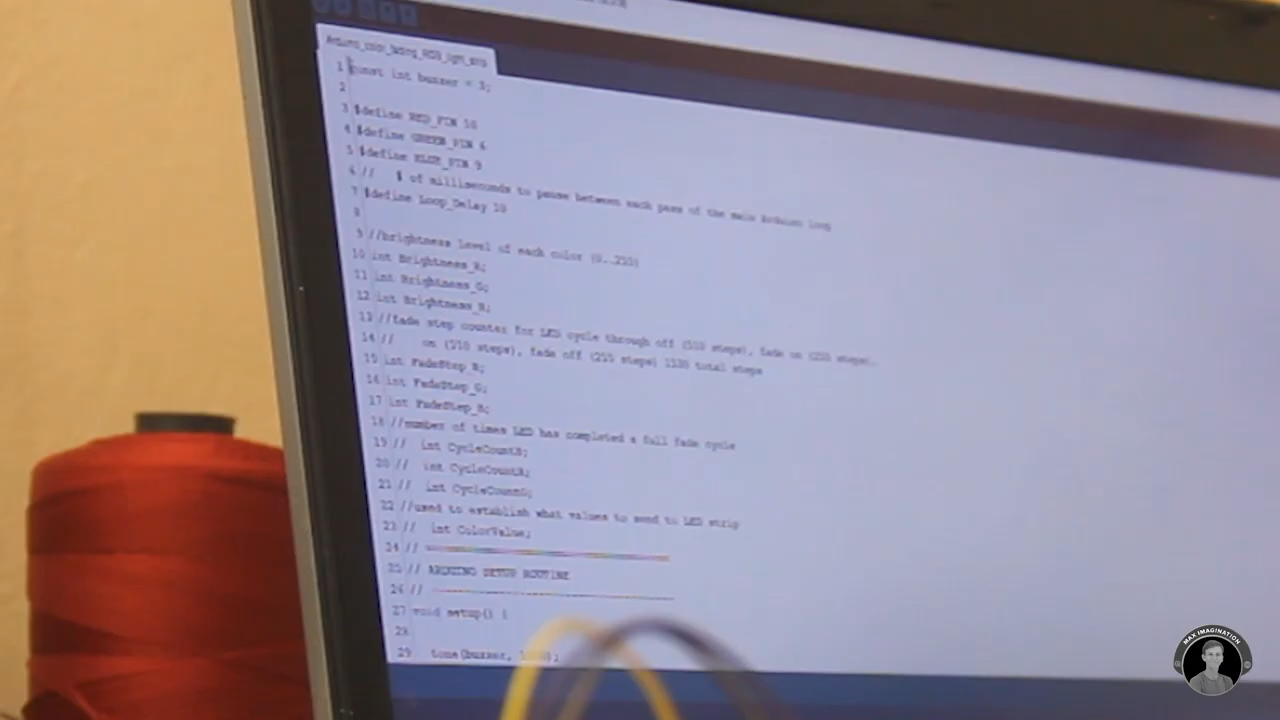 Arduino_color_fading_RGB_light_strip
1 const int buzzer = 3;
2
3 #define RED_PIN 10
4 #define GREEN_PIN 6
5 #define BLUE_PIN 9
6 // # of milliseconds to pause between each pass of the main Arduino loop
7 #define Loop_Delay 10
8
9 //brightness level of each color (0..255)
10 int Brightness_R;
11 int Brightness_G;
12 int Brightness_B;
13 //fade step counter for LED cycle through off (510 steps), fade on (255 steps),
14 // on (510 steps), fade off (255 steps) 1530 total steps
15 int FadeStep_R;
16 int FadeStep_G;
17 int FadeStep_B;
18 //number of times LED has completed a full fade cycle
19 // int CycleCountB;
20 // int CycleCountR;
21 // int CycleCountG;
22 //used to establish what values to send to LED strip
23 // int ColorValue;
24 //
25 // ARDUINO SETUP ROUTINE
26 //
27 void setup() {
28
29 tone(buzzer,
MAX IMAGINATION